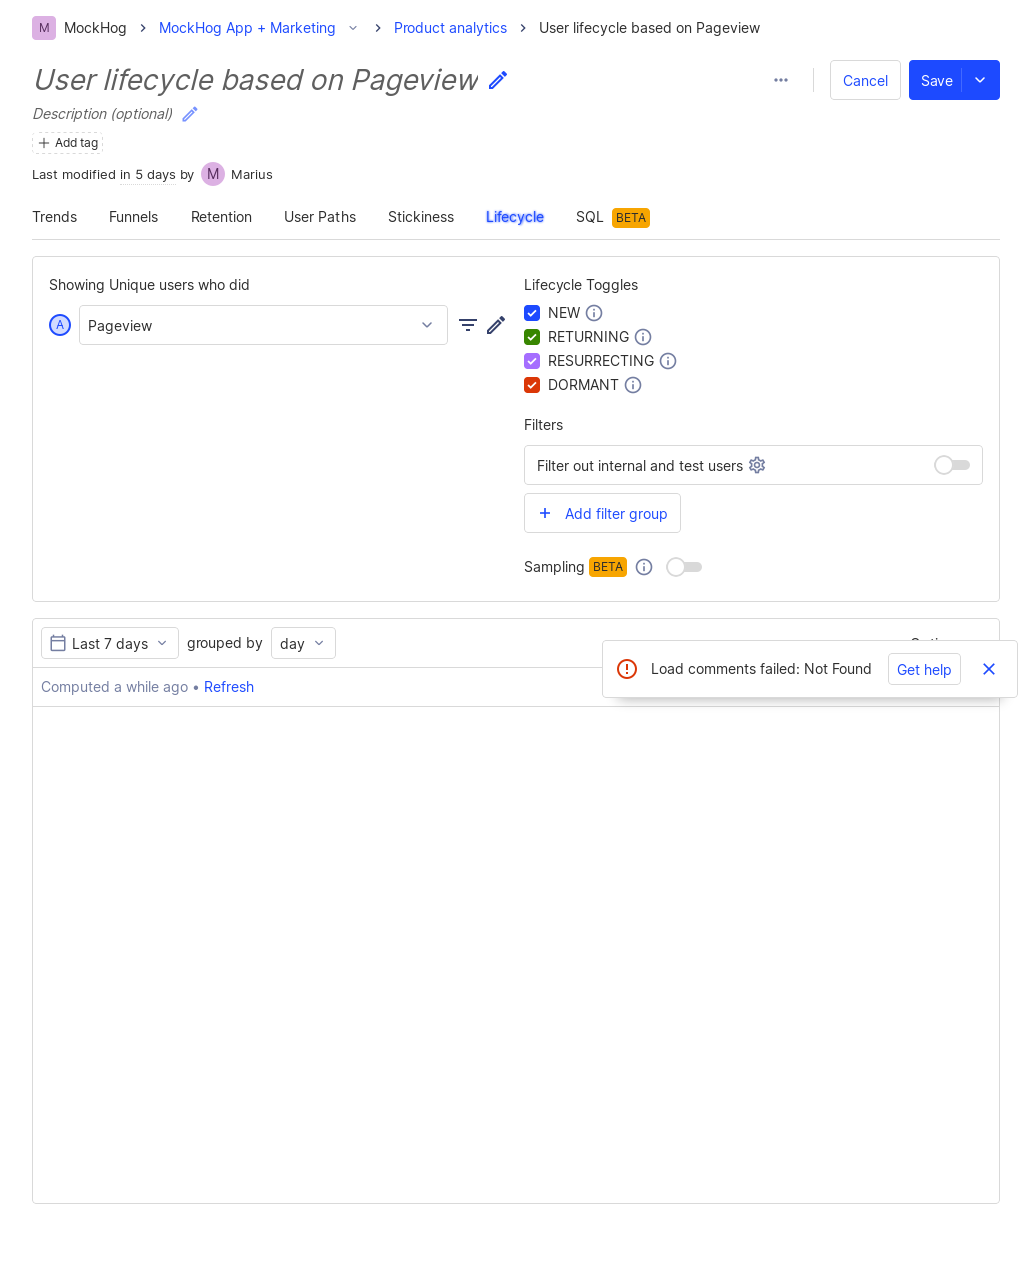 M MockHog MockHog App + Marketing Product analytics User lifecycle based on Pageview
User lifecycle based on Pageview
Cancel Save
Description (optional)
Add tag
Last modified in 5 days by M Marius
Trends Funnels Retention User Paths Stickiness Lifecycle SQL BETA
Showing Unique users who did
A Pageview
Lifecycle Toggles
NEW
RETURNING
RESURRECTING
DORMANT
Filters
Filter out internal and test users
Add filter group
Sampling BETA
Last 7 days grouped by day
Load comments failed: Not Found Get help
Computed a while ago • Refresh